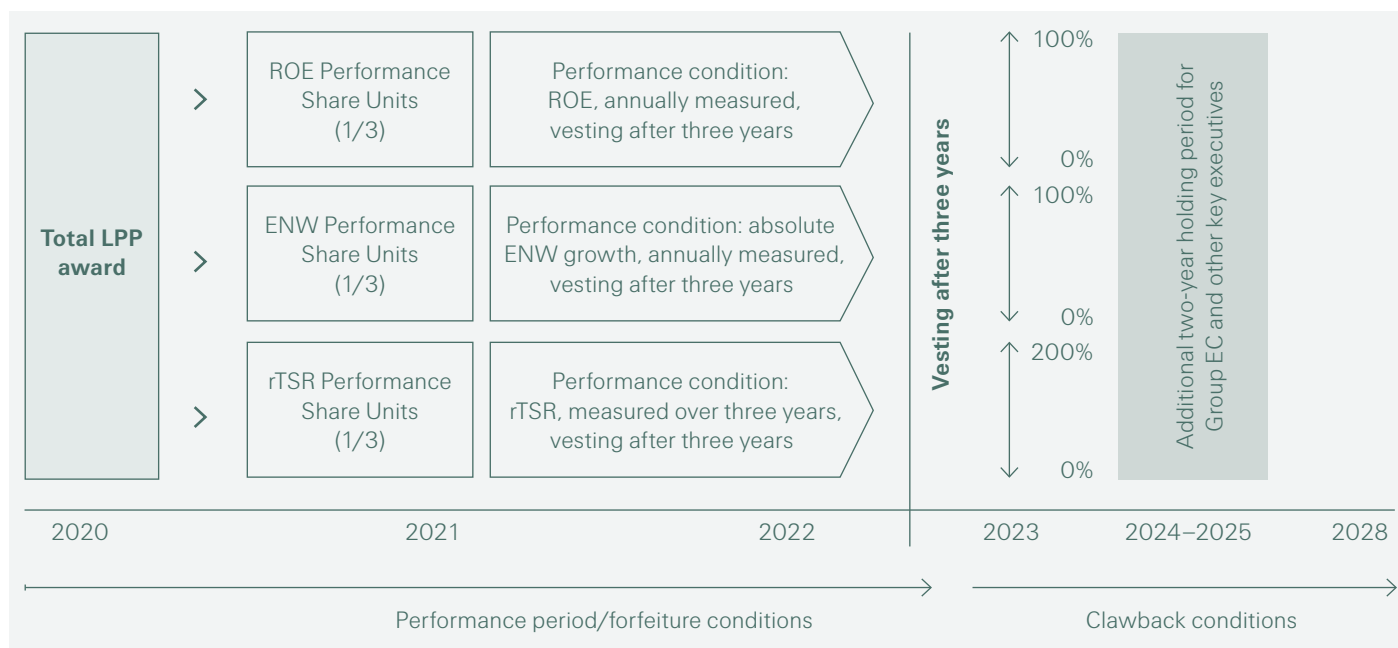 Total LPP
award
>
ROE Performance
Share Units
(1/3)
Performance condition:
ROE, annually measured,
vesting after three years
>
ENW Performance
Share Units
(1/3)
Performance condition: absolute
ENW growth, annually measured,
vesting after three years
>
rTSR Performance
Share Units
(1/3)
Performance condition:
rTSR, measured over three years,
vesting after three years
Vesting after three years
100%
0%
100%
0%
200%
0%
Additional two-year holding period for
Group EC and other key executives
2020
2021
2022
2023
2024–2025
2028
Performance period/forfeiture conditions
Clawback conditions